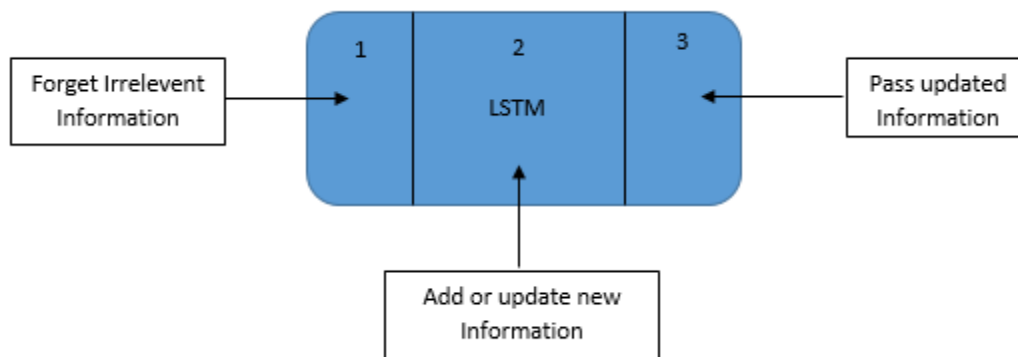 1
2
3
Forget Irrelevent
Information
LSTM
Pass updated
Information
Add or update new
Information